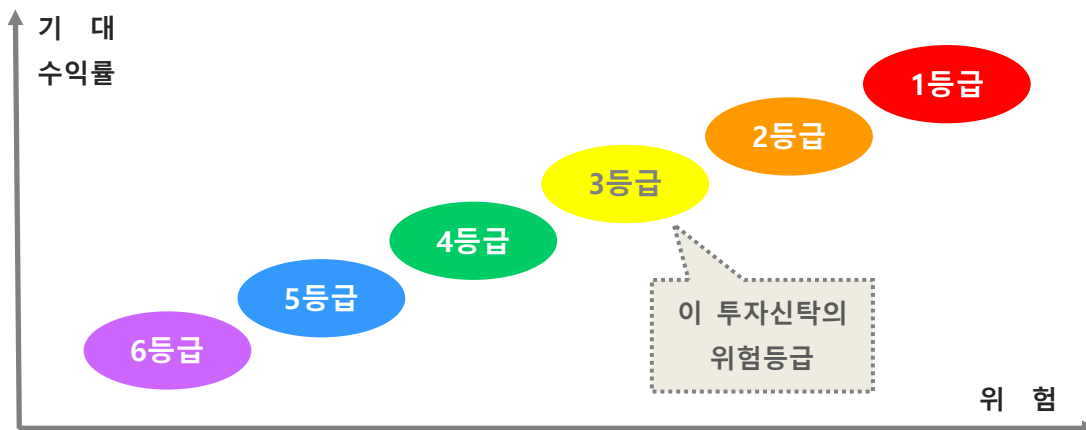 기 대
수익률
1등급
2등급
3등급
4등급
5등급
6등급
이 투자신탁의
위험등급
위 험